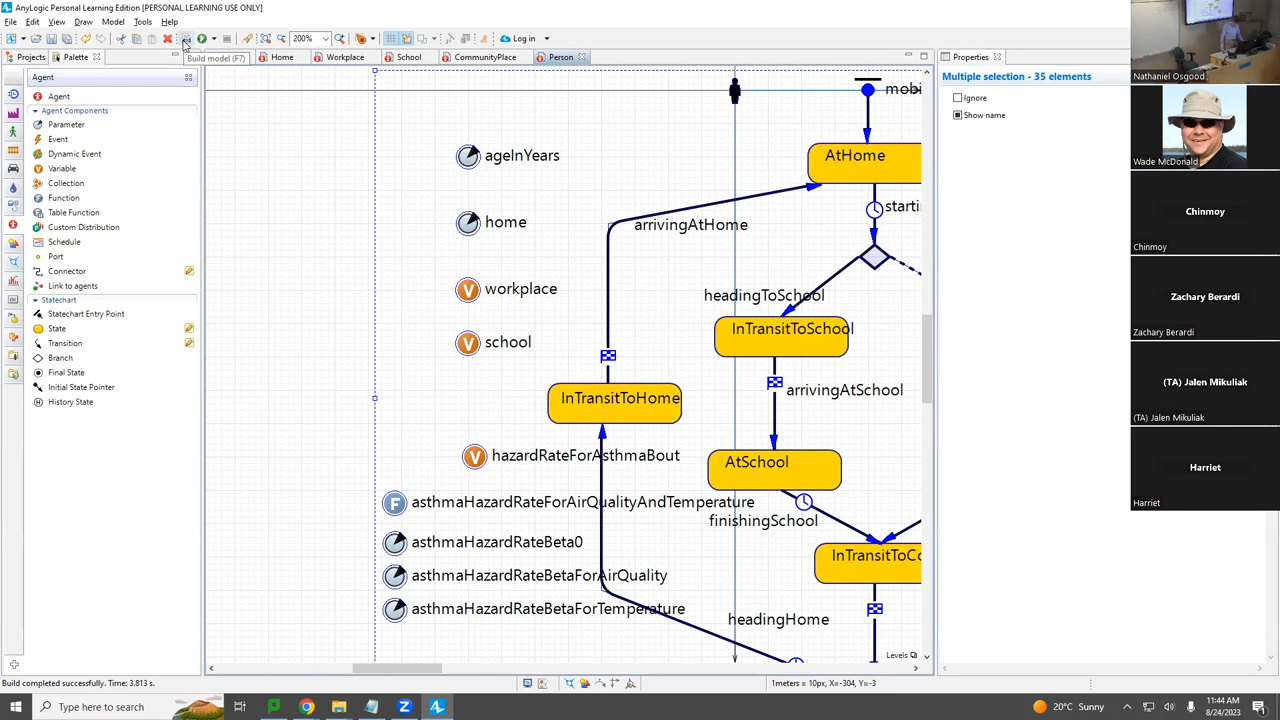 AnyLogic Personal Learning Edition [PERSONAL LEARNING USE ONLY]
File Edit View Draw Model Tools Help
200% Log in
Build model (F7)
Projects Palette Home Workplace School CommunityPlace Person Properties
Agent
Agent
Agent Components
Parameter
Event
Dynamic Event
Variable
Collection
Function
Table Function
Custom Distribution
Schedule
Port
Connector
Link to agents
Statechart
Statechart Entry Point
State
Transition
Branch
Final State
Initial State Pointer
History State
mobi
ageInYears
AtHome
home
starti
arrivingAtHome
workplace
headingToSchool
school
InTransitToSchool
InTransitToHome
arrivingAtSchool
hazardRateForAsthmaBout
AtSchool
asthmaHazardRateForAirQualityAndTemperature
finishingSchool
asthmaHazardRateBeta0
InTransitToCo
asthmaHazardRateBetaForAirQuality
asthmaHazardRateBetaForTemperature
headingHome
Levels
Multiple selection - 35 elements
Ignore
Show name
Nathaniel Osgood
Wade McDonald
Chinmoy
Chinmoy
Zachary Berardi
Zachary Berardi
(TA) Jalen Mikuliak
(TA) Jalen Mikuliak
Harriet
Harriet
Build completed successfully. Time: 3.813 s.
1meters = 10px, X=-304, Y=-3
Type here to search
20°C Sunny
11:44 AM
8/24/2023
1